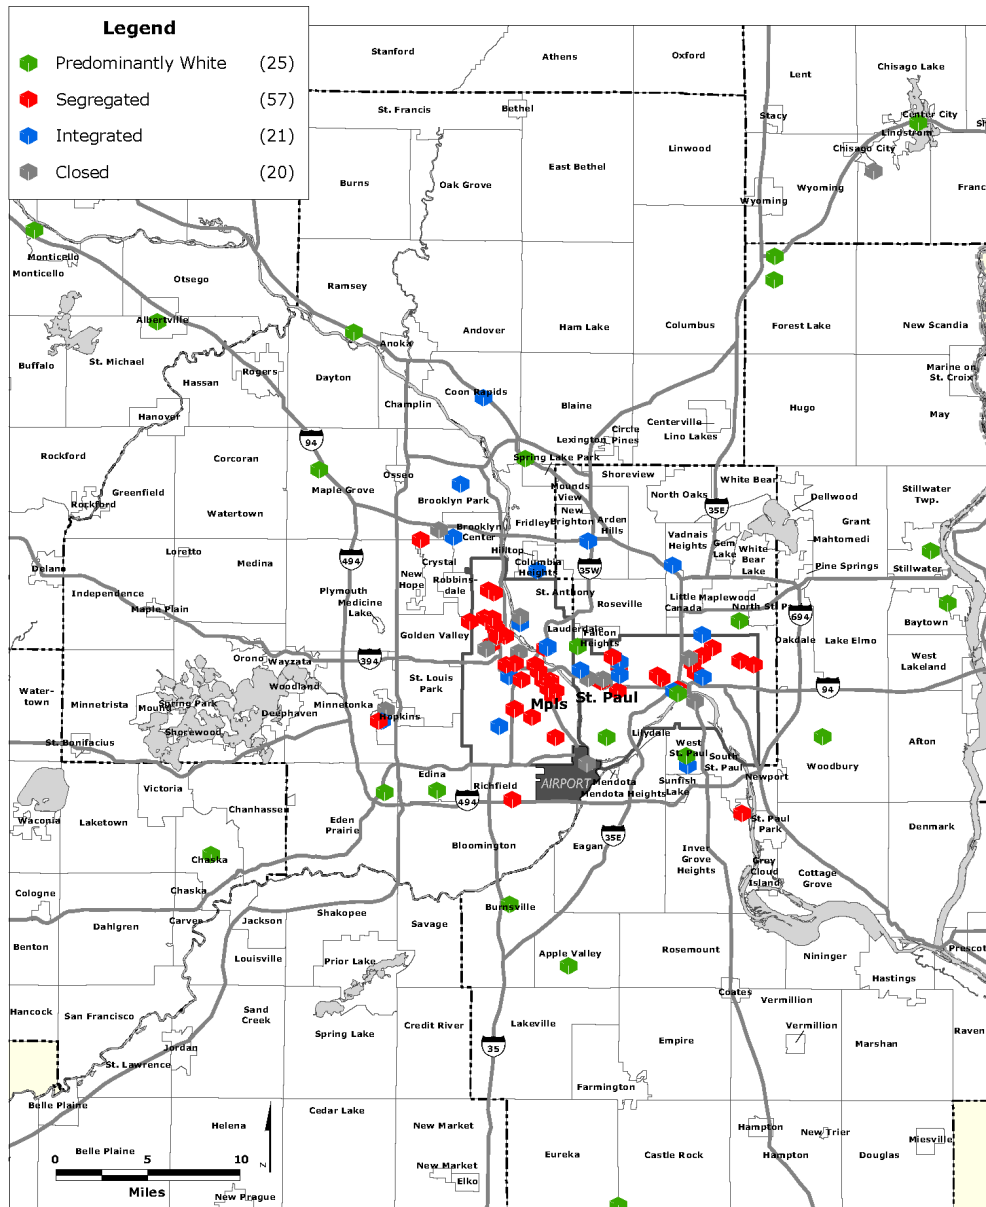 Legend
Predominantly White (25)
Segregated (57)
Integrated (21)
Closed (20)
Stanford
Athens
Oxford
Lent
Chisago Lake
St. Francis
Bethel
Stacy
Center City
Lindstrom
Chisago City
Linwood
East Bethel
Burns
Oak Grove
Wyoming
Wyoming
Monticello
Monticello
Otsego
Ramsey
Albertville
Andover
Ham Lake
Columbus
Forest Lake
New Scandia
Anoka
Buffalo
St. Michael
Rogers
Hassan
Dayton
Marine on
St. Croix
Coon Rapids
Champlin
Blaine
Hugo
May
Hanover
Centerville
Circle
Pines
Lexington
Lino Lakes
94
Rockford
Corcoran
Spring Lake Park
Osseo
Shoreview
White Bear
Maple Grove
Mounds
View
North Oaks
Dellwood
Stillwater
Twp.
Greenfield
Rockford
Brooklyn Park
35E
Watertown
New
Brighton
Arden
Hills
Grant
Fridley
Brooklyn
Center
Vadnais
Heights
Gem
Lake
White
Bear
Lake
Mahtomedi
Loretto
Medina
Hilltop
Crystal
Columbia
Heights
35W
Pine Springs
Stillwater
Delano
494
New
Hope
Robbins-
dale
Independence
Plymouth
Medicine
Lake
St. Anthony
Roseville
Little
Canada
Maplewood
North St. Paul
Maple Plain
694
Baytown
Golden Valley
Lauderdale
Falcon
Heights
Oakdale
Lake Elmo
Orono
Wayzata
394
West
Lakeland
Woodland
St. Louis
Park
94
Water-
town
Minnetrista
Mound
Spring Park
Deephaven
Minnetonka
Hopkins
Mpls
St. Paul
Shorewood
St. Bonifacius
Lilydale
West
St. Paul
South
St. Paul
Woodbury
Afton
Edina
Richfield
AIRPORT
Mendota
Mendota Heights
Sunfish
Lake
Newport
Victoria
Chanhassen
494
Waconia
Laketown
Eden
Prairie
35E
St. Paul
Park
Denmark
Bloomington
Eagan
Inver
Grove
Heights
Chaska
Grey
Cloud
Island
Cottage
Grove
Cologne
Chaska
Burnsville
Shakopee
Carver
Jackson
Savage
Dahlgren
Benton
Louisville
Prior Lake
Apple Valley
Rosemount
Nininger
Prescott
Hastings
Coates
Vermillion
Hancock
San Francisco
Sand
Creek
Spring Lake
Credit River
Lakeville
Vermillion
Raven
Empire
Marshan
35
Jordan
St. Lawrence
Farmington
Belle Plaine
Cedar Lake
Helena
New Market
Hampton
New Trier
Miesville
Belle Plaine
Eureka
Castle Rock
Hampton
Douglas
0 5 10
Miles
N
New Market
Elko
New Prague